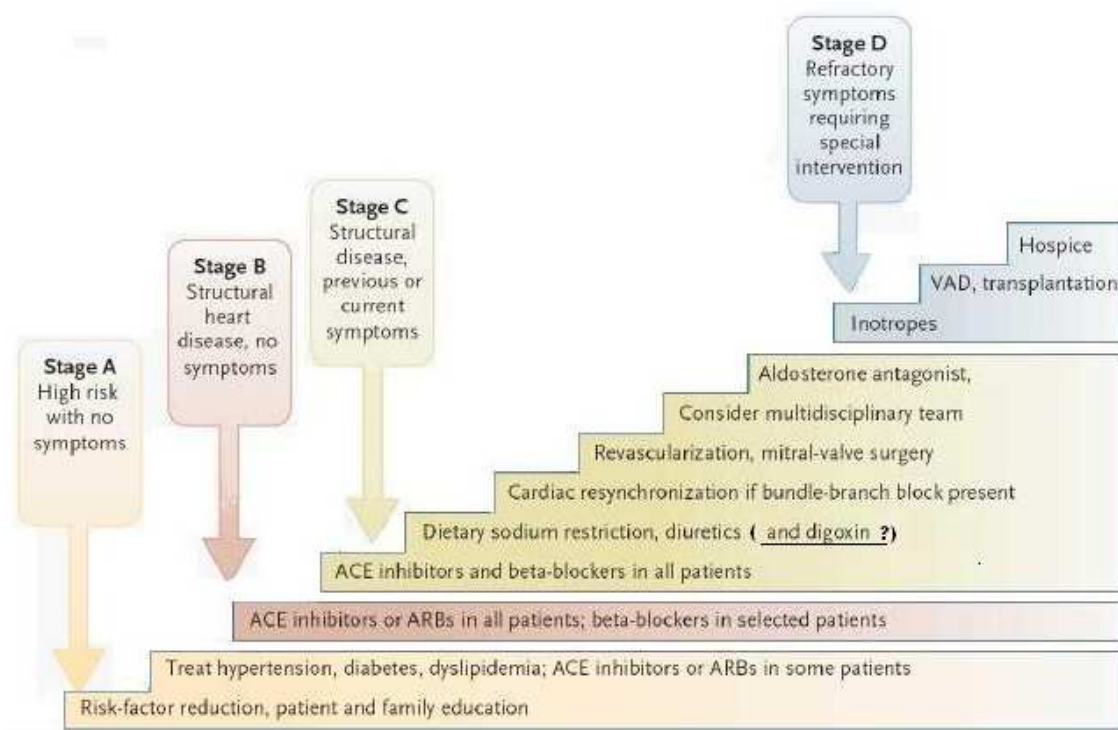 Stage A
High risk
with no
symptoms
Stage B
Structural
heart
disease, no
symptoms
Stage C
Structural
disease,
previous or
current
symptoms
Stage D
Refractory
symptoms
requiring
special
intervention
Hospice
VAD, transplantation
Inotropes
Aldosterone antagonist,
Consider multidisciplinary team
Revascularization, mitral-valve surgery
Cardiac resynchronization if bundle-branch block present
Dietary sodium restriction, diuretics ( and digoxin ?)
ACE inhibitors and beta-blockers in all patients
ACE inhibitors or ARBs in all patients; beta-blockers in selected patients
Treat hypertension, diabetes, dyslipidemia; ACE inhibitors or ARBs in some patients
Risk-factor reduction, patient and family education